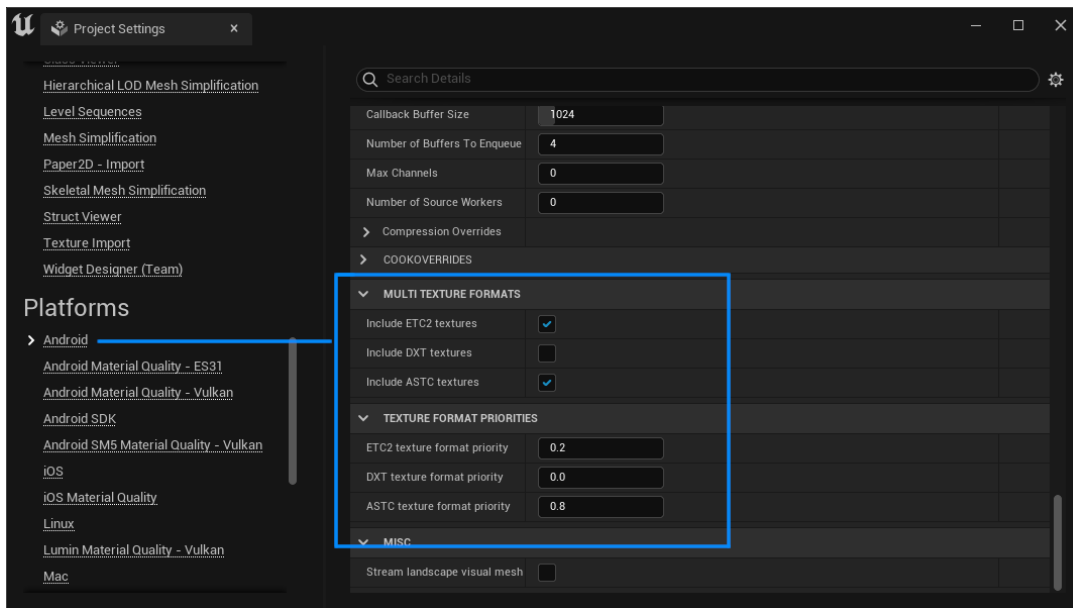 Project Settings
Hierarchical LOD Mesh Simplification
Level Sequences
Mesh Simplification
Paper2D - Import
Skeletal Mesh Simplification
Struct Viewer
Texture Import
Widget Designer (Team)
Platforms
Android
Android Material Quality - ES31
Android Material Quality - Vulkan
Android SDK
Android SM5 Material Quality - Vulkan
iOS
iOS Material Quality
Linux
Lumin Material Quality - Vulkan
Mac
Search Details
Callback Buffer Size 1024
Number of Buffers To Enqueue 4
Max Channels 0
Number of Source Workers 0
Compression Overrides
COOKOVERRIDES
MULTI TEXTURE FORMATS
Include ETC2 textures
Include DXT textures
Include ASTC textures
TEXTURE FORMAT PRIORITIES
ETC2 texture format priority 0.2
DXT texture format priority 0.0
ASTC texture format priority 0.8
MISC
Stream landscape visual mesh